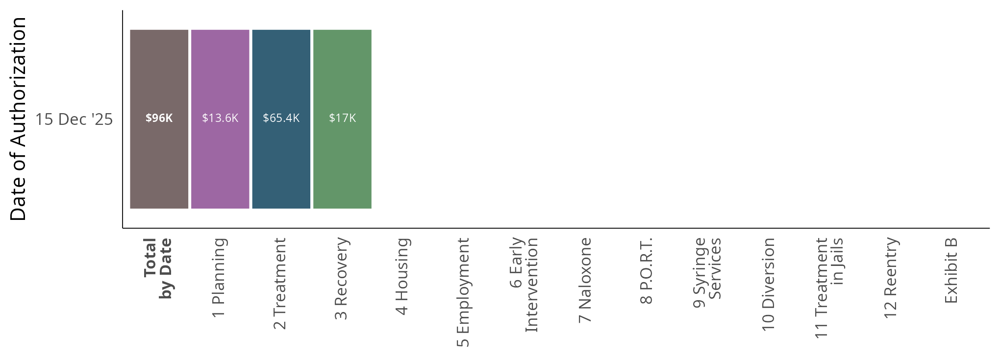 Date of Authorization
15 Dec '25
$96K
$13.6K
$65.4K
$17K
Total
by Date
1 Planning
2 Treatment
3 Recovery
4 Housing
5 Employment
6 Early
Intervention
7 Naloxone
8 P.O.R.T.
9 Syringe
Services
10 Diversion
11 Treatment
in Jails
12 Reentry
Exhibit B